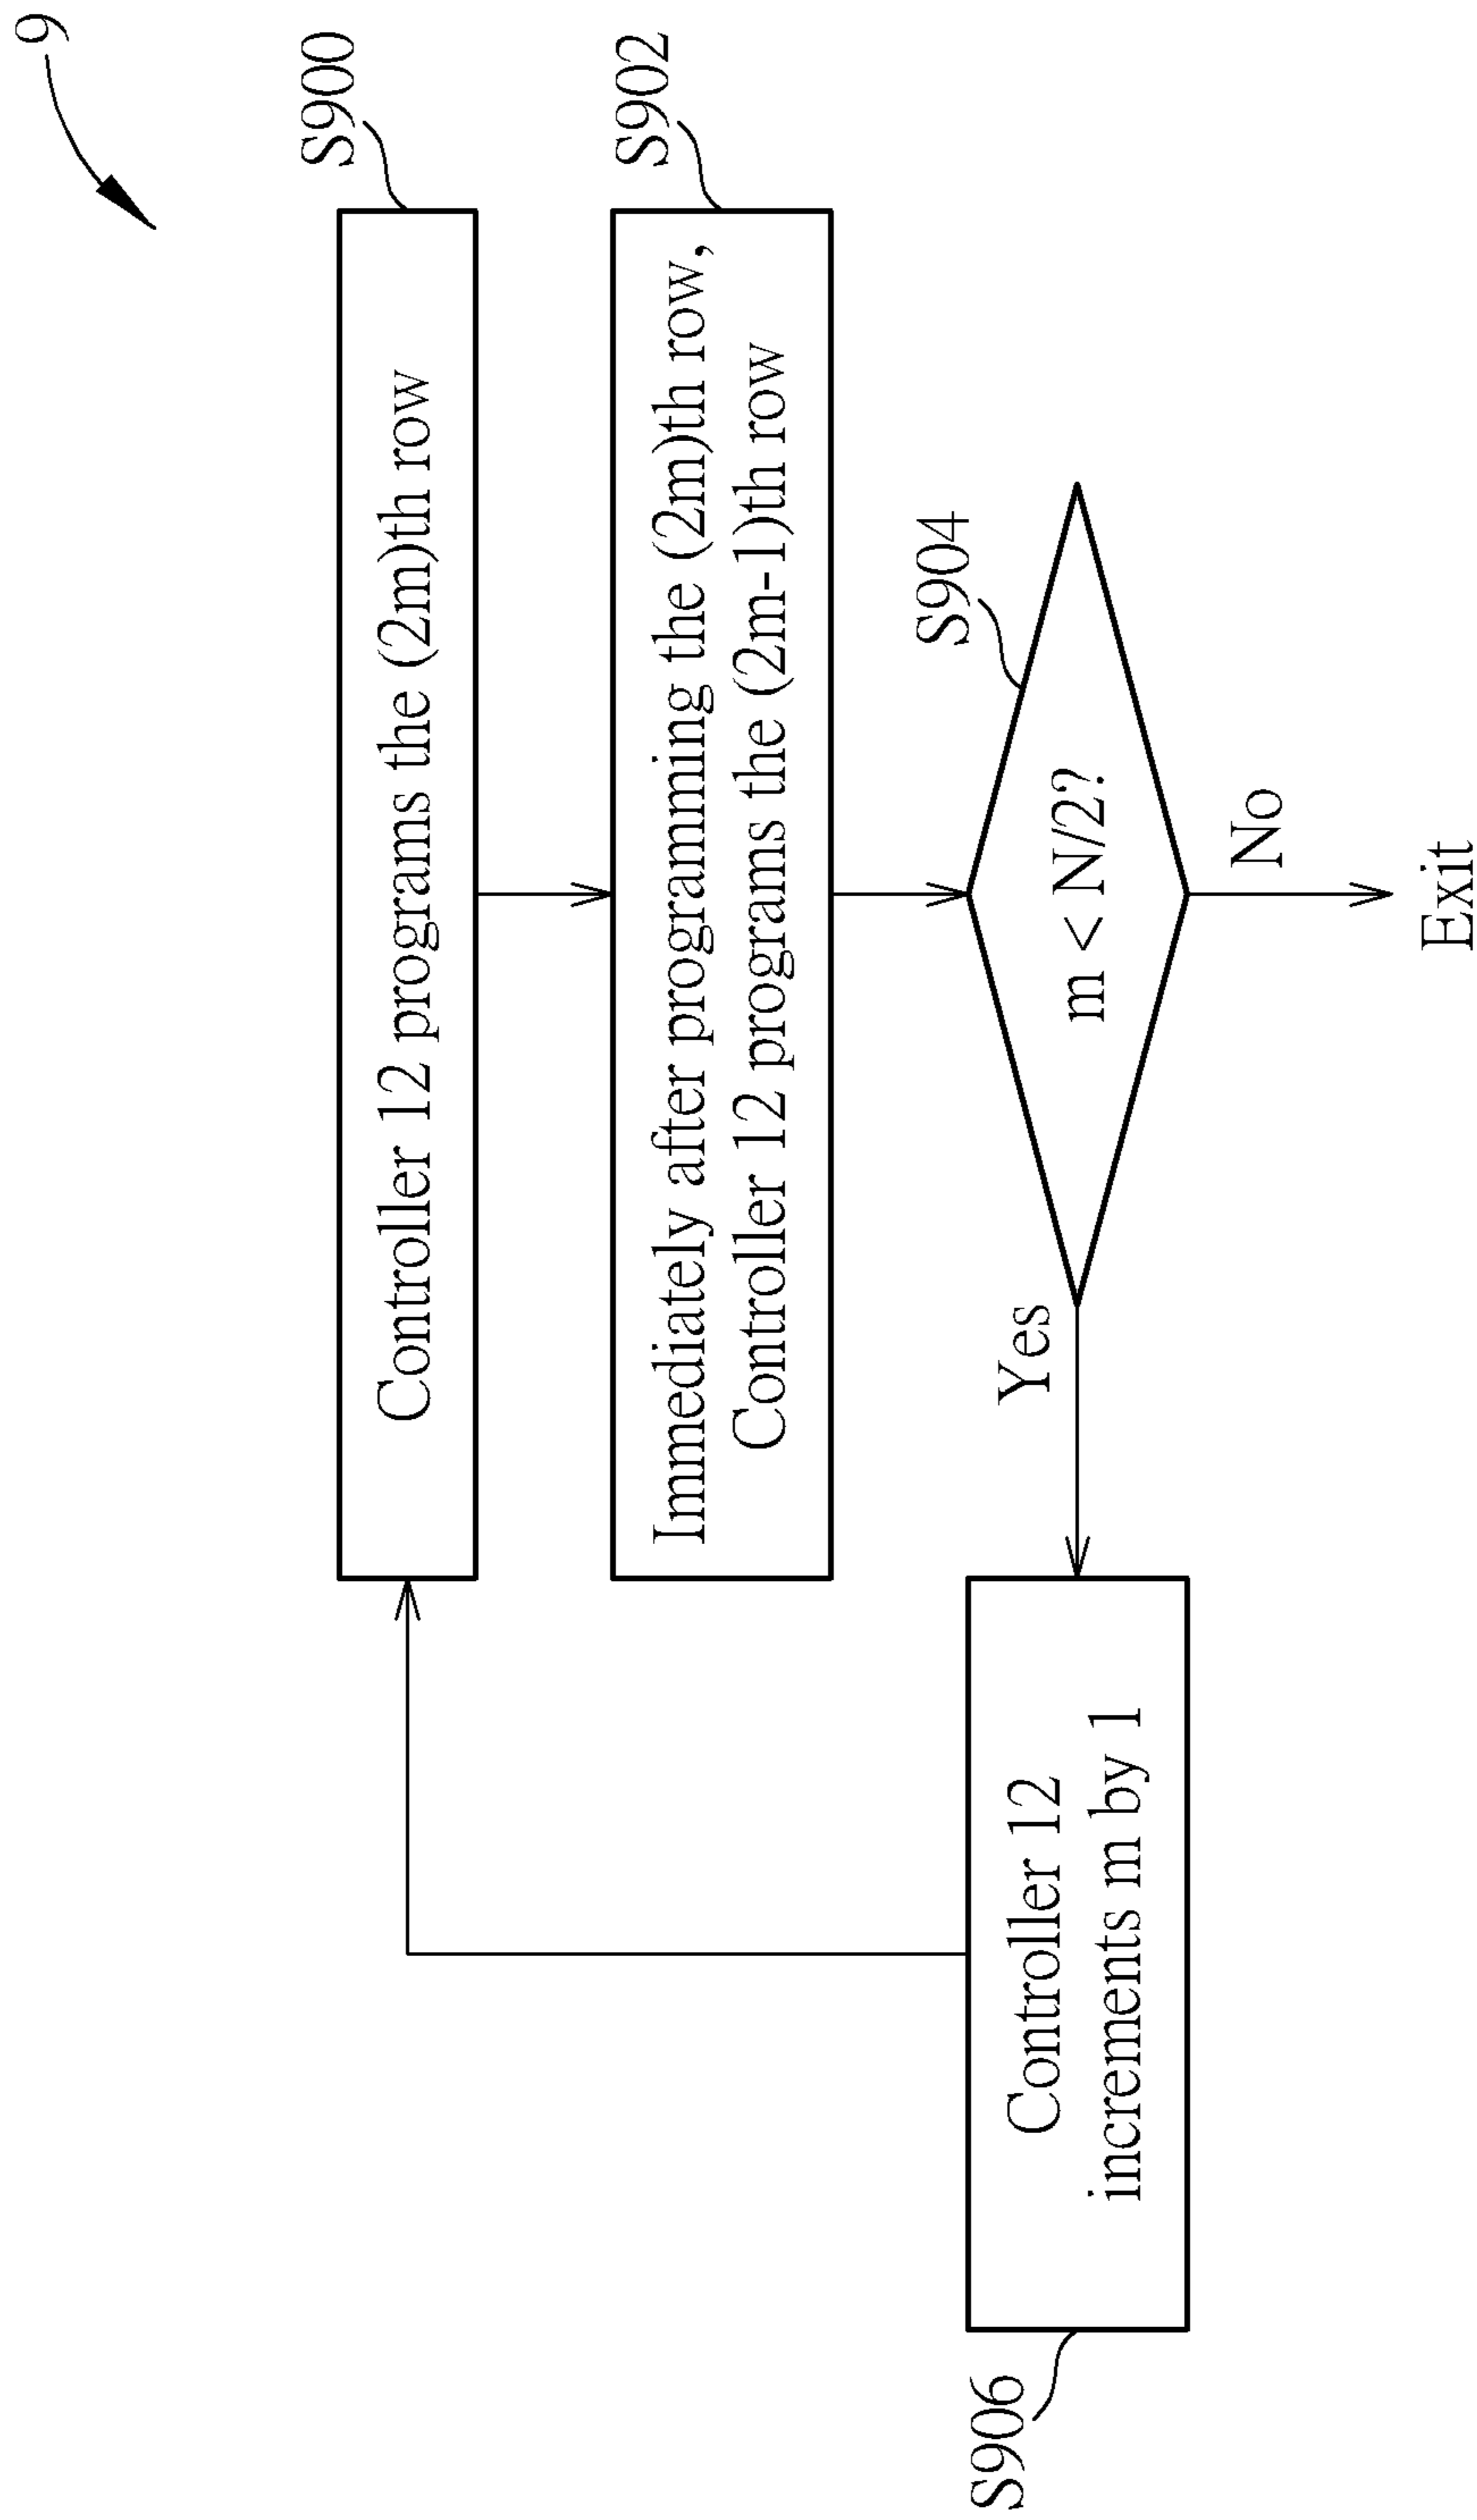 9
S900
Controller 12 programs the (2m)th row
S902
Immediately after programming the (2m)th row,
Controller 12 programs the (2m-1)th row
S904
m < N/2?
Yes
No
Exit
S906
Controller 12
increments m by 1